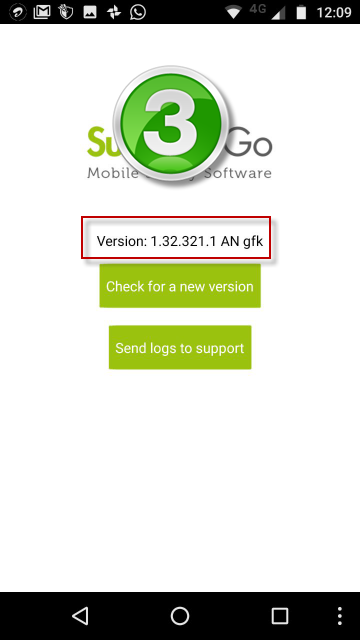 4G
12:09
3
Su Go
Mobile Software
Version: 1.32.321.1 AN gfk
Check for a new version
Send logs to support